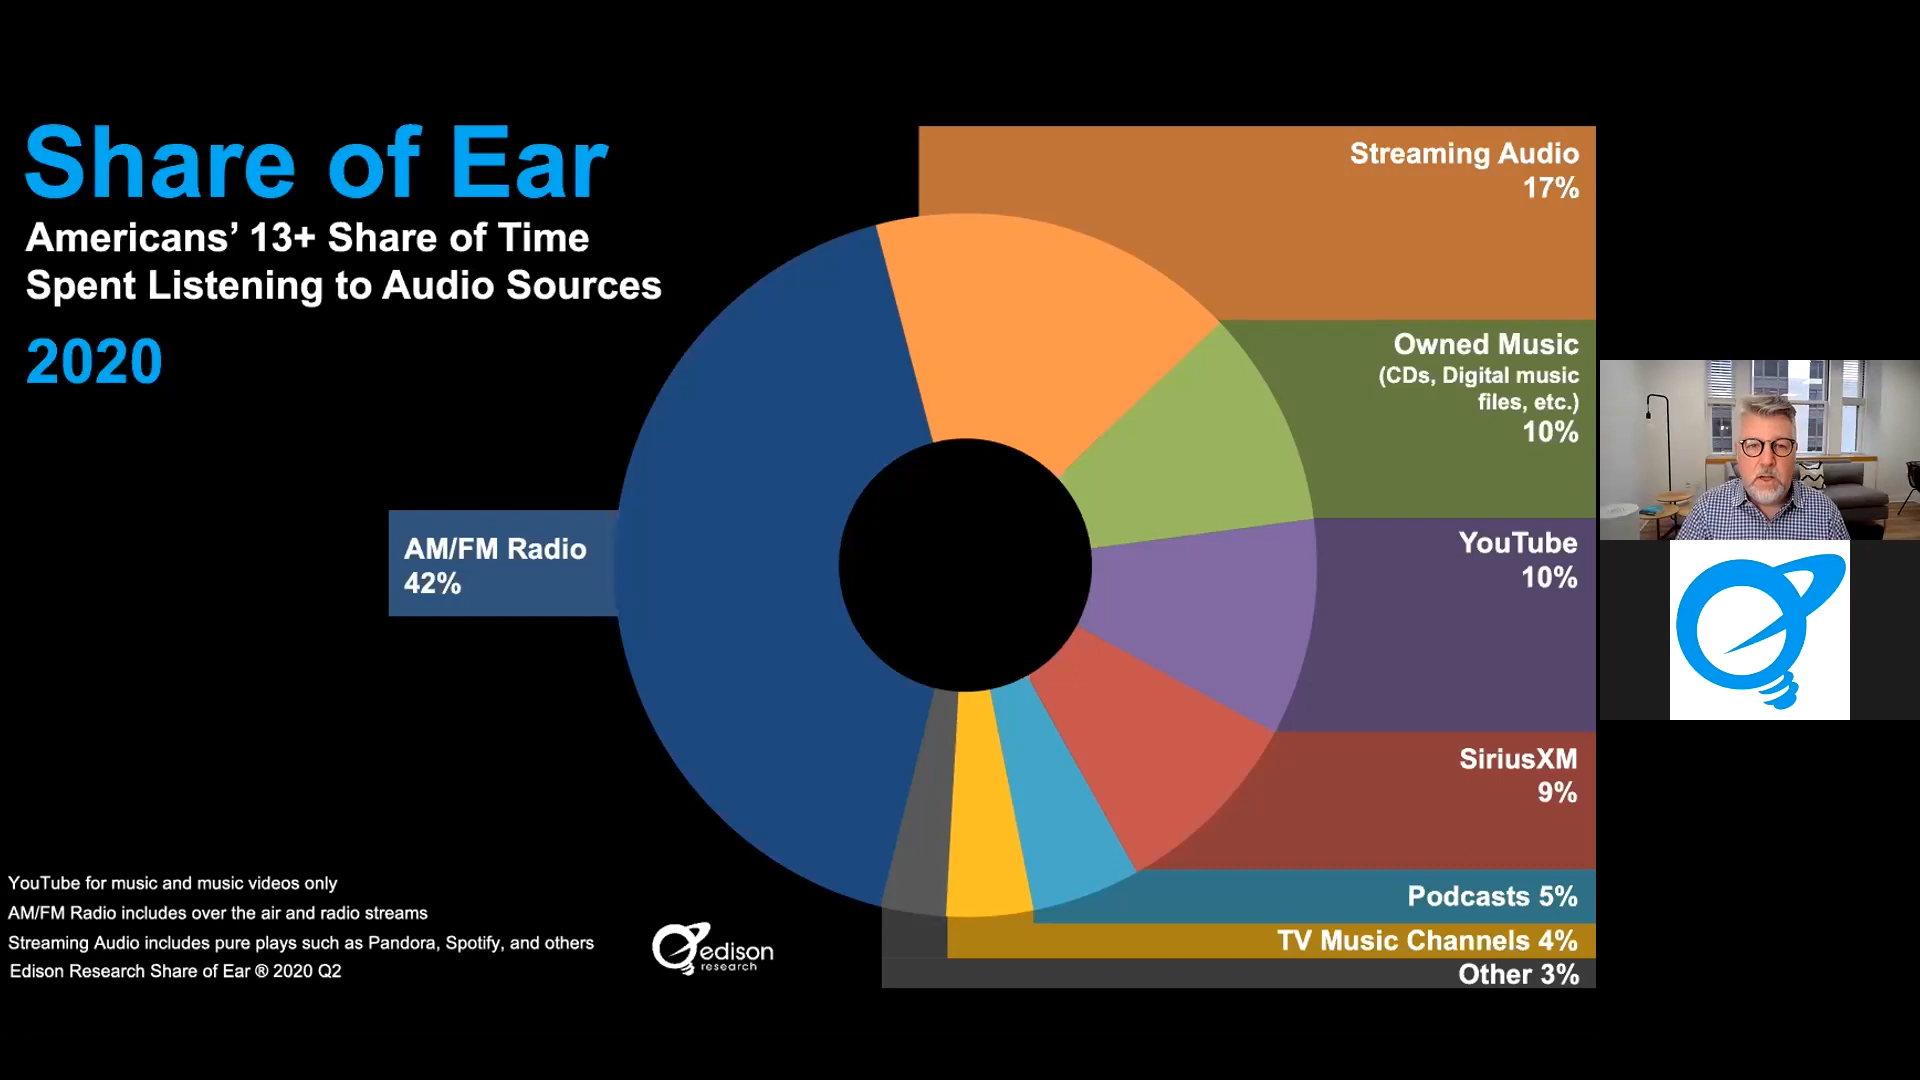 Share of Ear
Americans’ 13+ Share of Time
Spent Listening to Audio Sources
2020
Streaming Audio
17%
Owned Music
(CDs, Digital music
files, etc.)
10%
YouTube
10%
SiriusXM
9%
Podcasts 5%
TV Music Channels 4%
Other 3%
AM/FM Radio
42%
YouTube for music and music videos only
AM/FM Radio includes over the air and radio streams
Streaming Audio includes pure plays such as Pandora, Spotify, and others
Edison Research Share of Ear ® 2020 Q2
edison
research